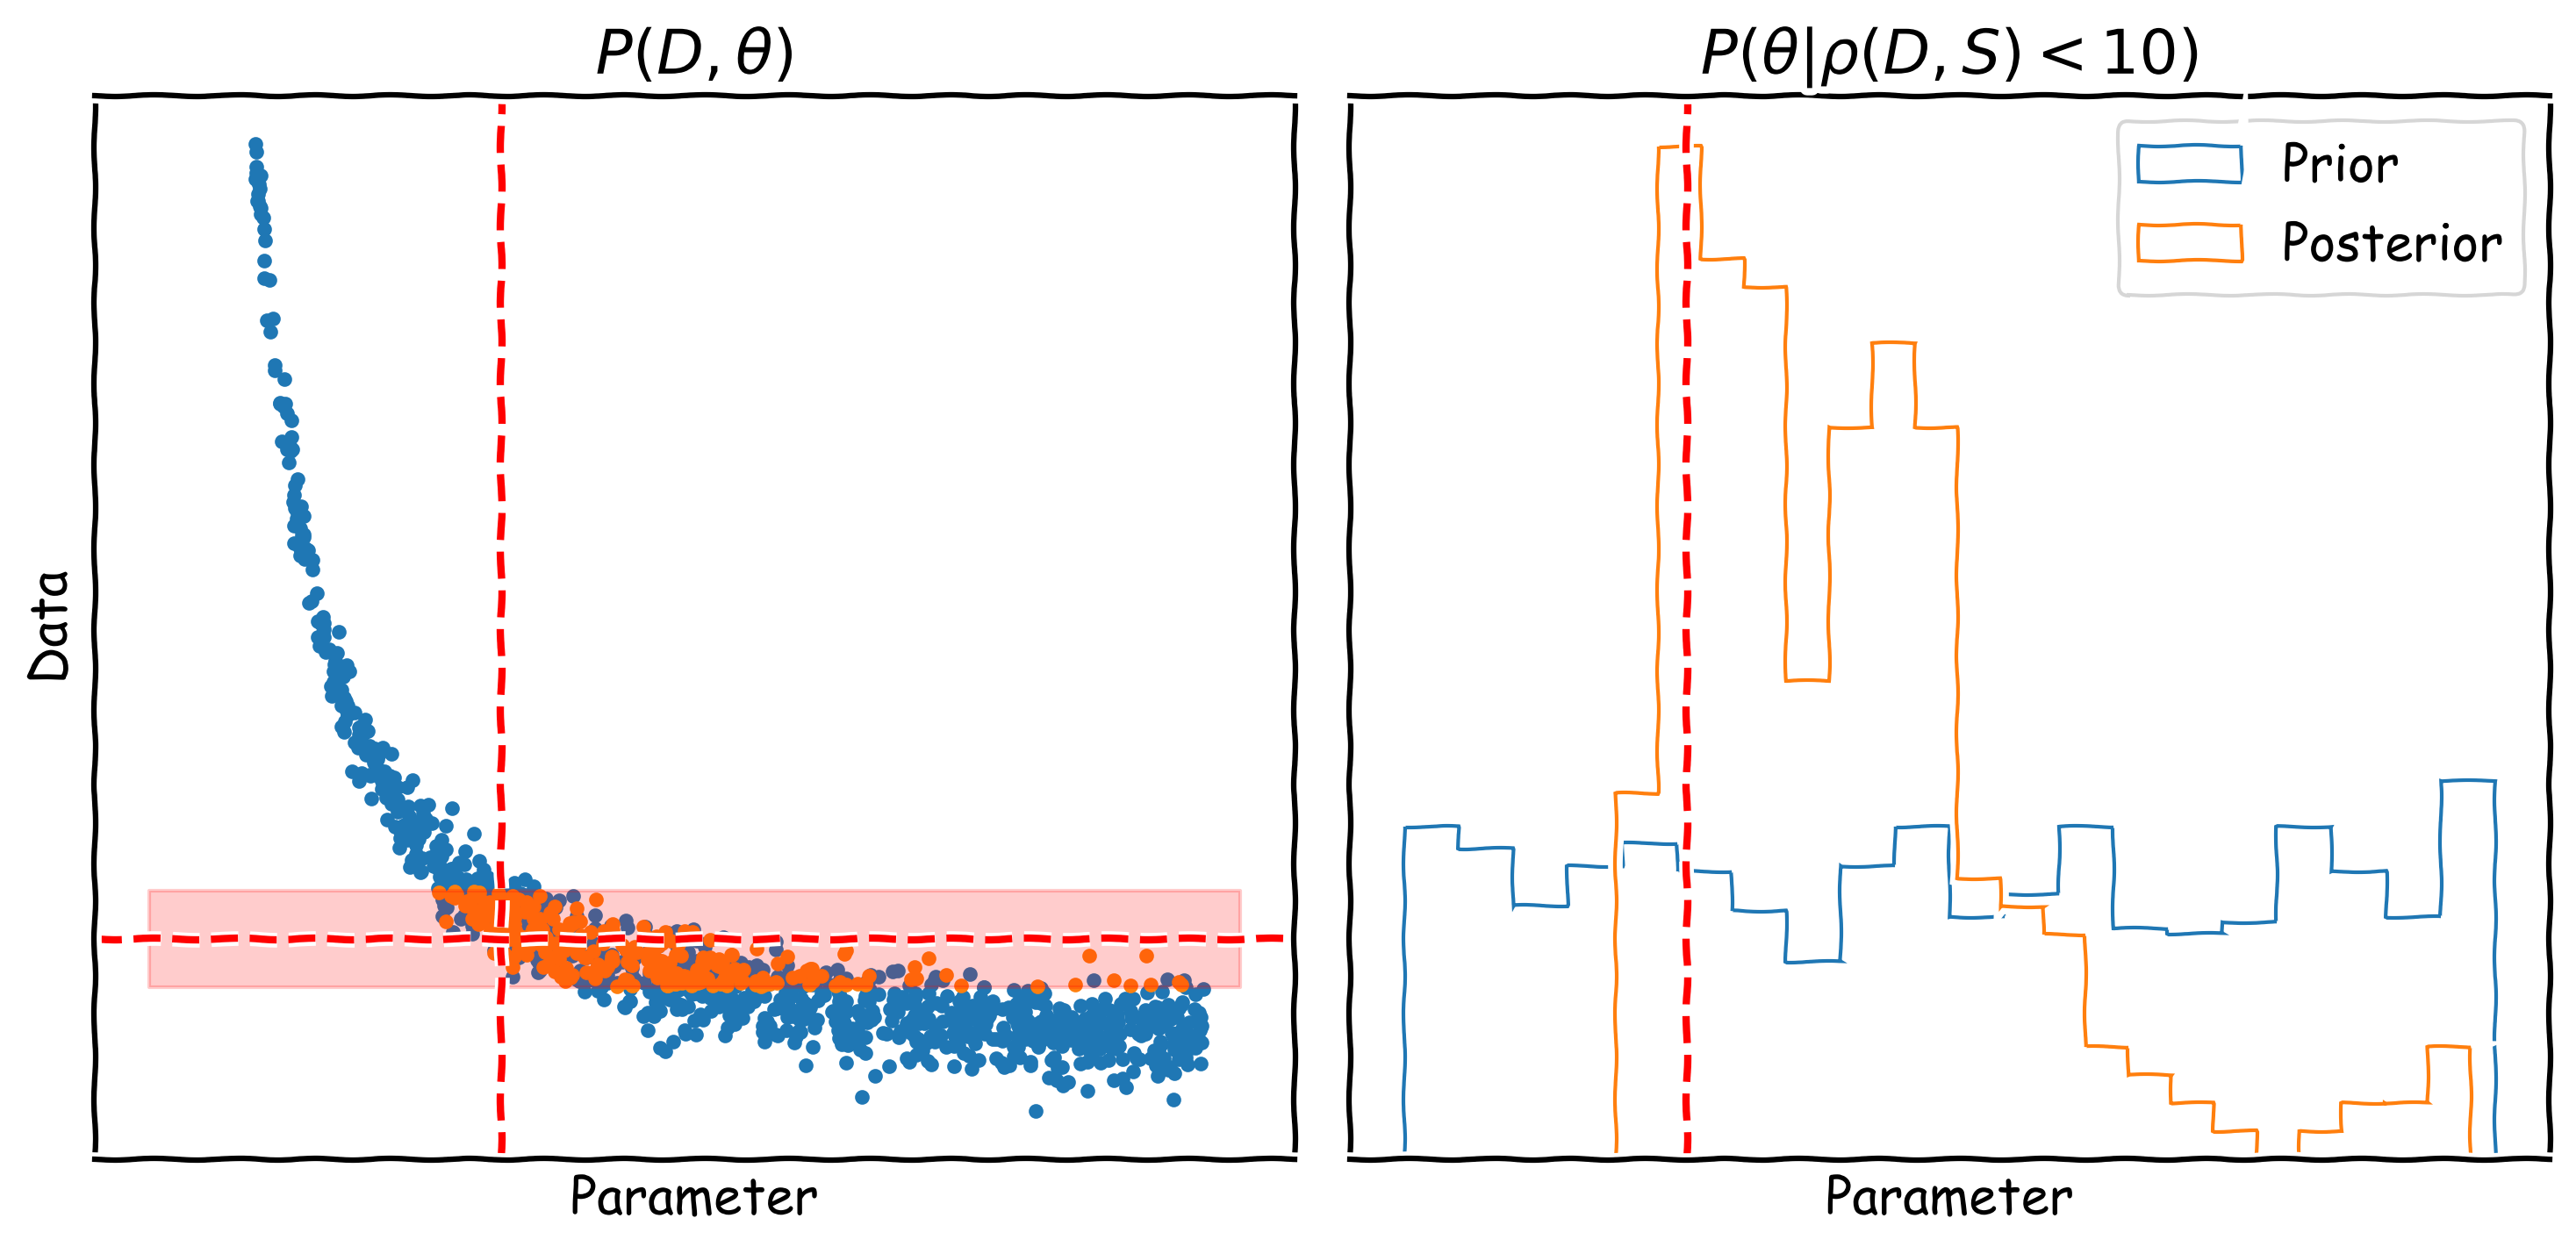 P(D, θ)
P(θ|ρ(D, S) < 10)
Prior
Posterior
Data
Parameter
Parameter